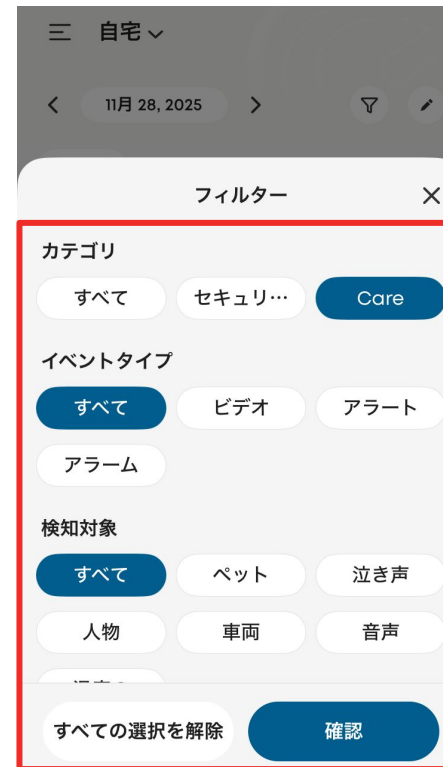 自宅
11月 28, 2025
フィルター
カテゴリ
すべて セキュリ… Care
イベントタイプ
すべて ビデオ アラート
アラーム
検知対象
すべて ペット 泣き声
人物 車両 音声
すべての選択を解除 確認